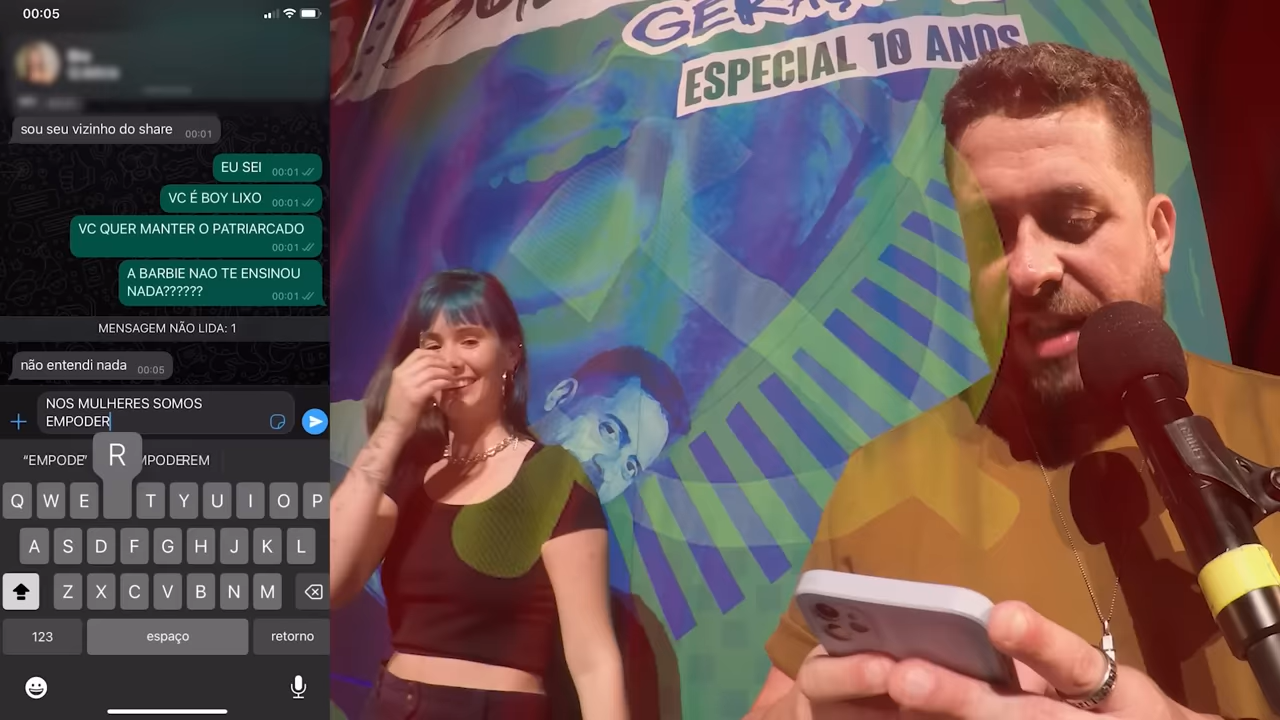 00:05
sou seu vizinho do share 00:01
EU SEI 00:01
VC É BOY LIXO 00:01
VC QUER MANTER O PATRIARCADO
00:01
A BARBIE NAO TE ENSINOU
NADA?????? 00:01
MENSAGEM NÃO LIDA: 1
não entendi nada 00:05
NOS MULHERES SOMOS
EMPODER
“EMPODE” R MPODEREM
Q W E T Y U I O P
A S D F G H J K L
Z X C V B N M
123 espaço retorno
ESPECIAL 10 ANOS